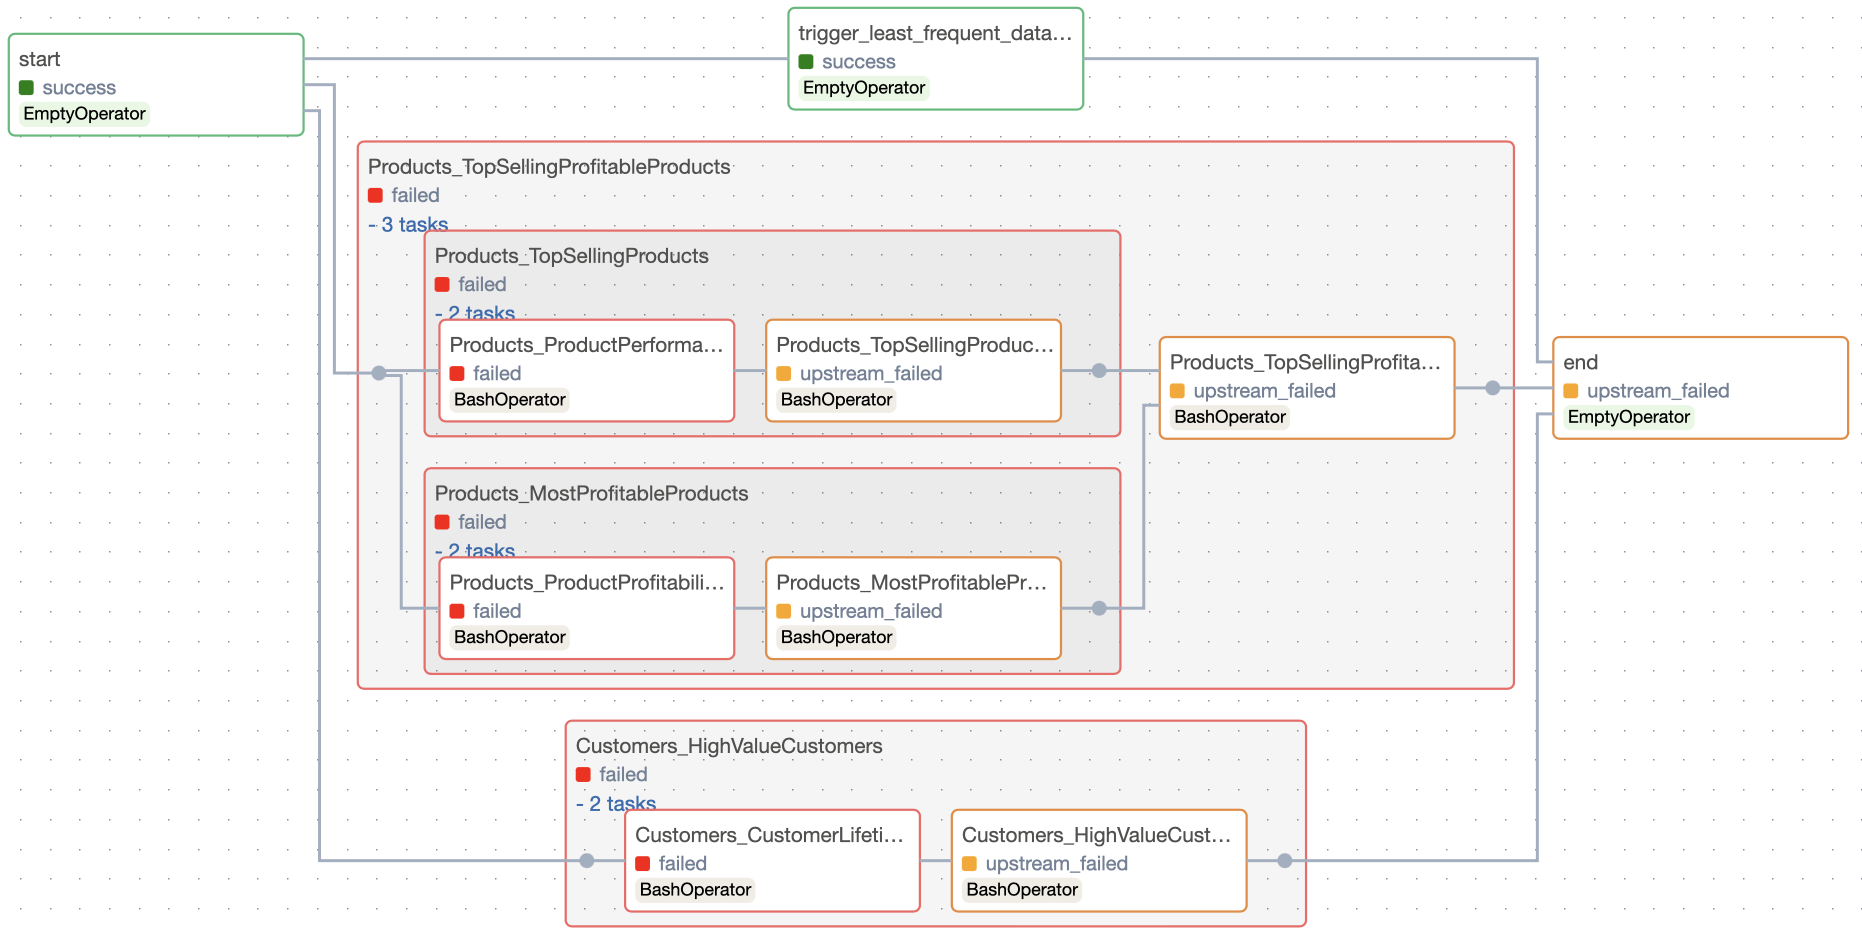 start
success
EmptyOperator
trigger_least_frequent_data...
success
EmptyOperator
Products_TopSellingProfitableProducts
failed
- 3 tasks
Products_TopSellingProducts
failed
- 2 tasks
Products_ProductPerforma...
failed
BashOperator
Products_TopSellingProduc...
upstream_failed
BashOperator
Products_TopSellingProfita...
upstream_failed
BashOperator
end
upstream_failed
EmptyOperator
Products_MostProfitableProducts
failed
- 2 tasks
Products_ProductProfitabili...
failed
BashOperator
Products_MostProfitablePr...
upstream_failed
BashOperator
Customers_HighValueCustomers
failed
- 2 tasks
Customers_CustomerLifeti...
failed
BashOperator
Customers_HighValueCust...
upstream_failed
BashOperator